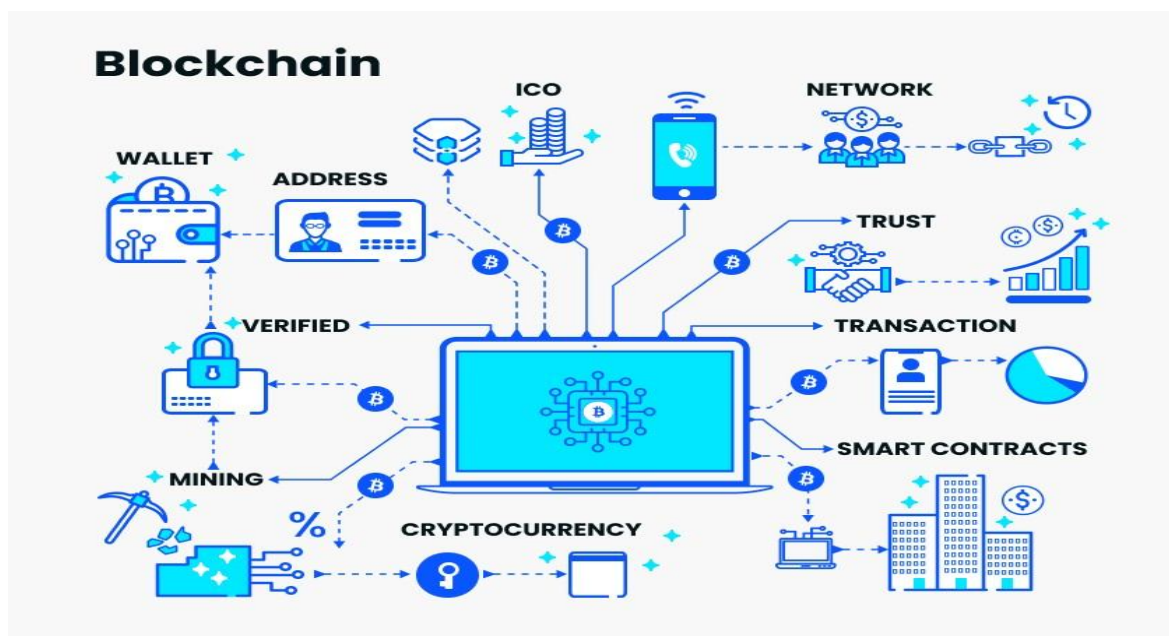 Blockchain
ICO
NETWORK
WALLET
ADDRESS
TRUST
VERIFIED
TRANSACTION
SMART CONTRACTS
MINING
%
CRYPTOCURRENCY